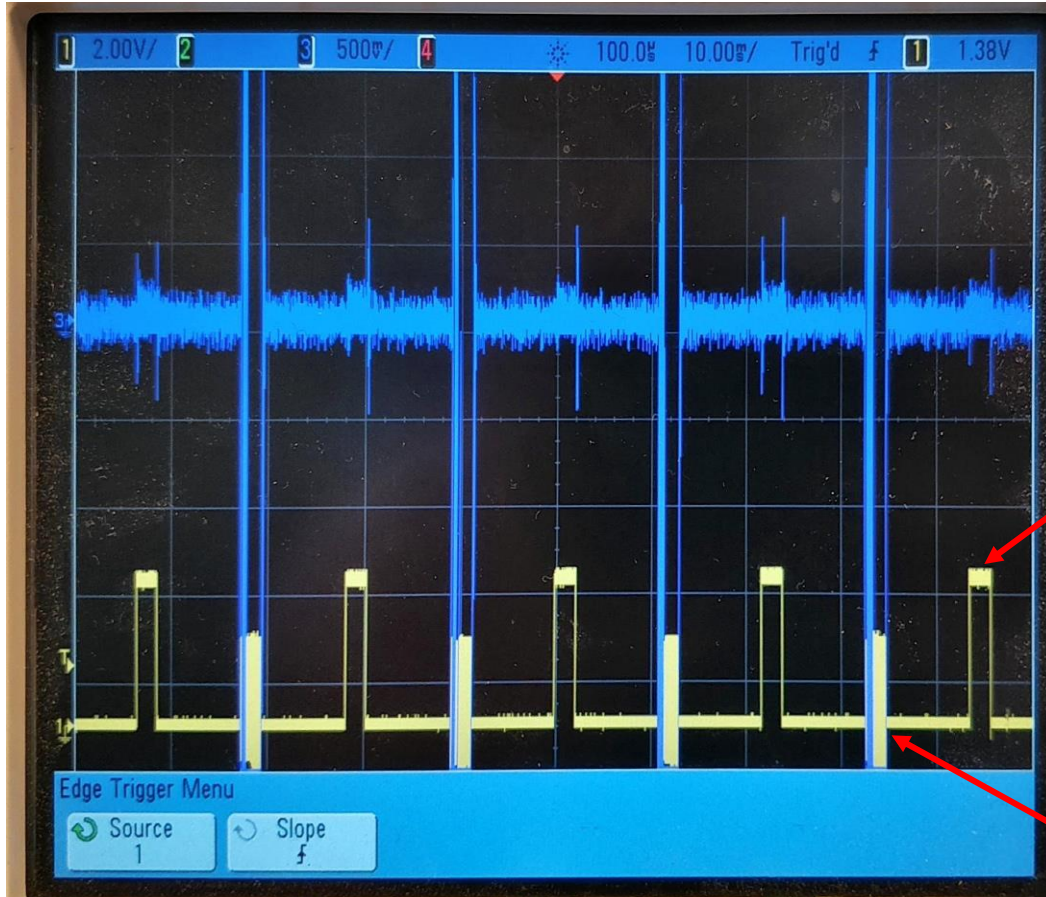 1 2.00V/ 2 3 500mV/ 4 100.0us 10.00ms/ Trig'd 1 1.38V
3
T
1
Edge Trigger Menu
Source Slope
1